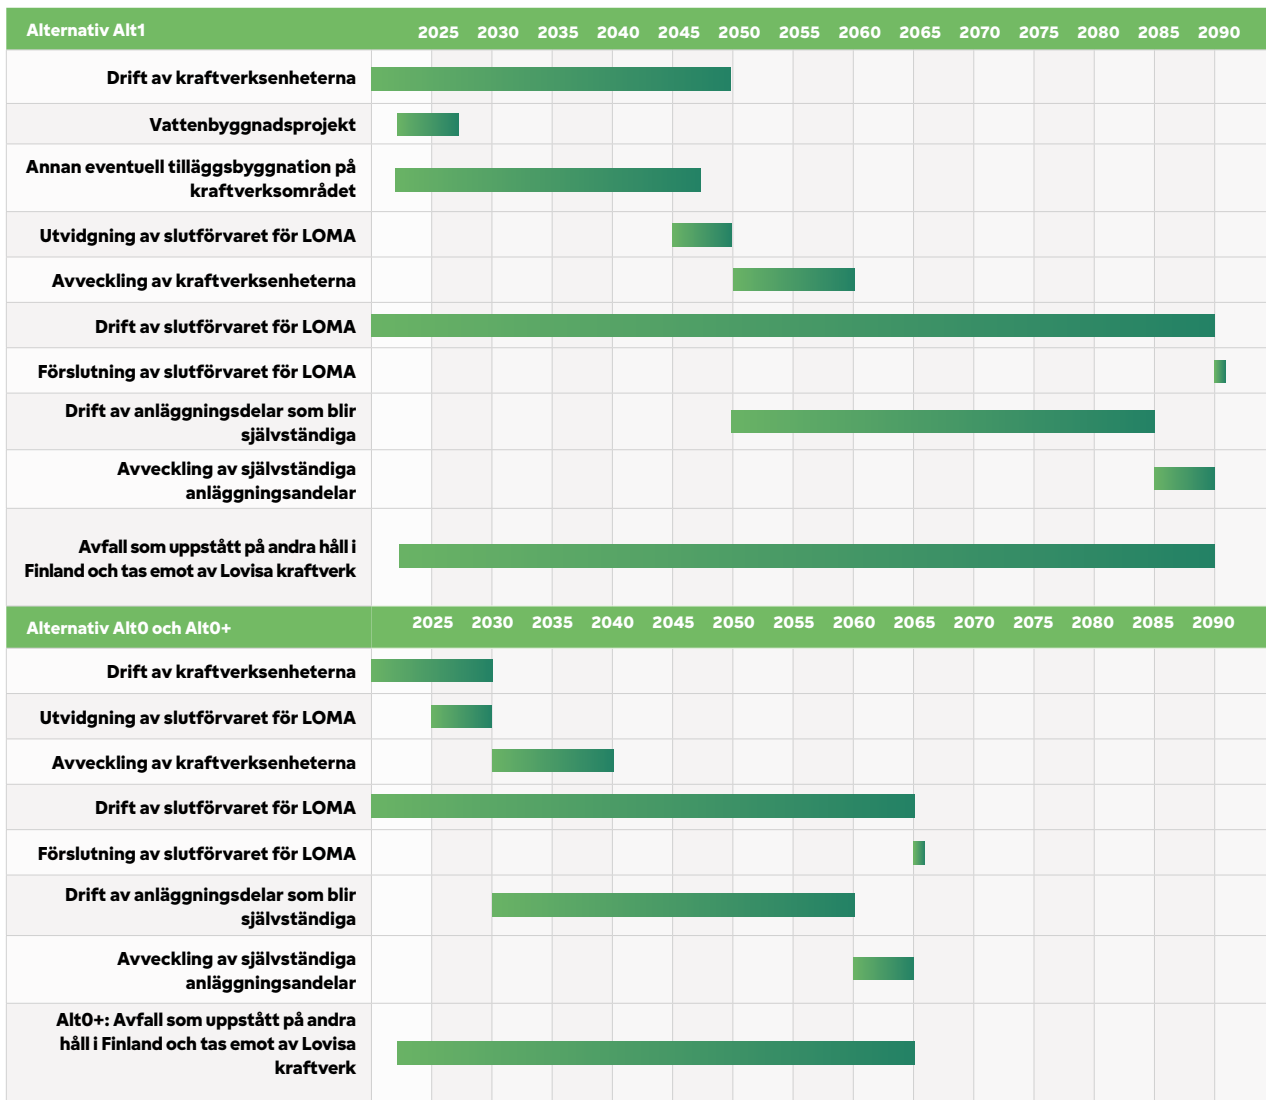 Alternativ Alt1 2025 2030 2035 2040 2045 2050 2055 2060 2065 2070 2075 2080 2085 2090
Drift av kraftverksenheterna
Vattenbyggnadsprojekt
Annan eventuell tilläggsbyggnation på
kraftverksområdet
Utvidgning av slutförvaret för LOMA
Avveckling av kraftverksenheterna
Drift av slutförvaret för LOMA
Förslutning av slutförvaret för LOMA
Drift av anläggningsdelar som blir
självständiga
Avveckling av självständiga
anläggningsandelar
Avfall som uppstått på andra håll i
Finland och tas emot av Lovisa kraftverk
Alternativ Alt0 och Alt0+ 2025 2030 2035 2040 2045 2050 2055 2060 2065 2070 2075 2080 2085 2090
Drift av kraftverksenheterna
Utvidgning av slutförvaret för LOMA
Avveckling av kraftverksenheterna
Drift av slutförvaret för LOMA
Förslutning av slutförvaret för LOMA
Drift av anläggningsdelar som blir
självständiga
Avveckling av självständiga
anläggningsandelar
Alt0+: Avfall som uppstått på andra
håll i Finland och tas emot av Lovisa
kraftverk